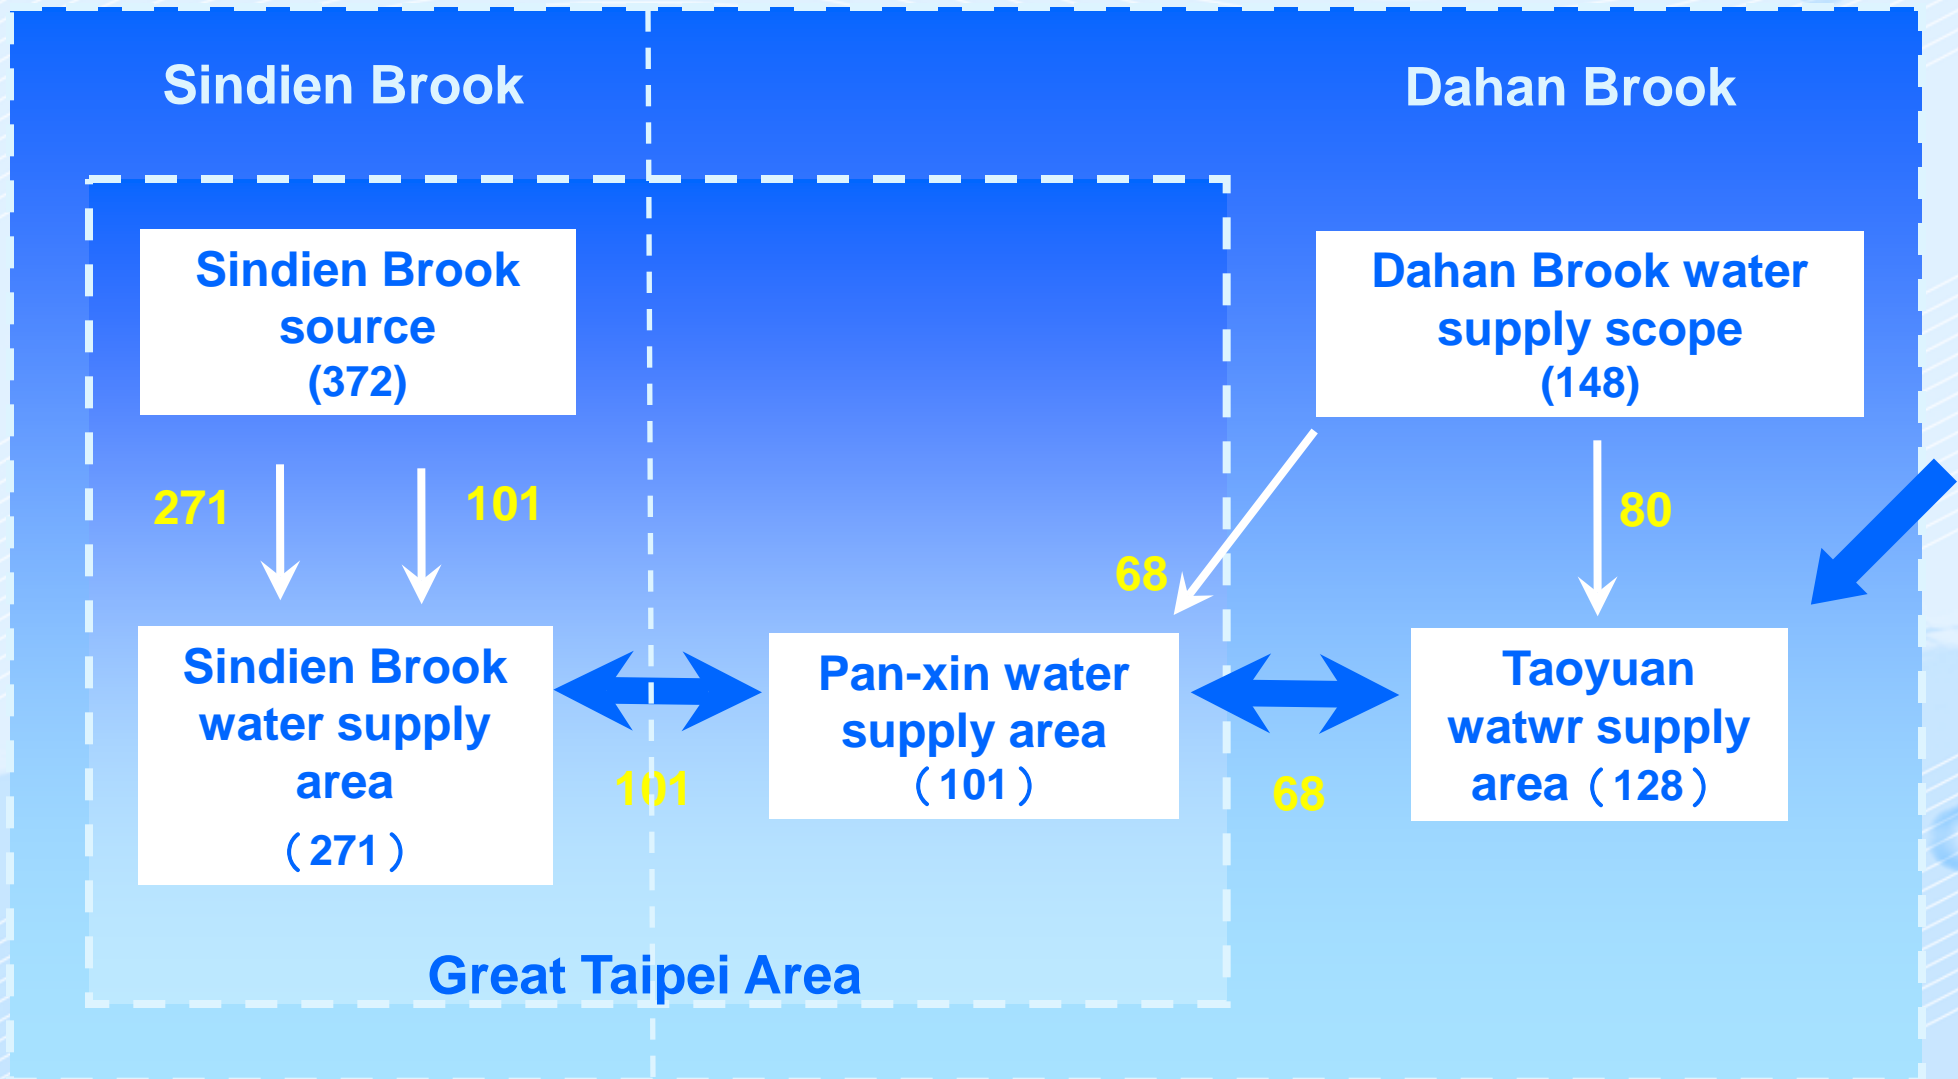 Sindien Brook
Dahan Brook
Sindien Brook
source
(372)
Dahan Brook water
supply scope
(148)
271
101
68
80
Sindien Brook
water supply
area
（271）
101
Pan-xin water
supply area
（101）
68
Taoyuan
watwr supply
area（128）
Great Taipei Area